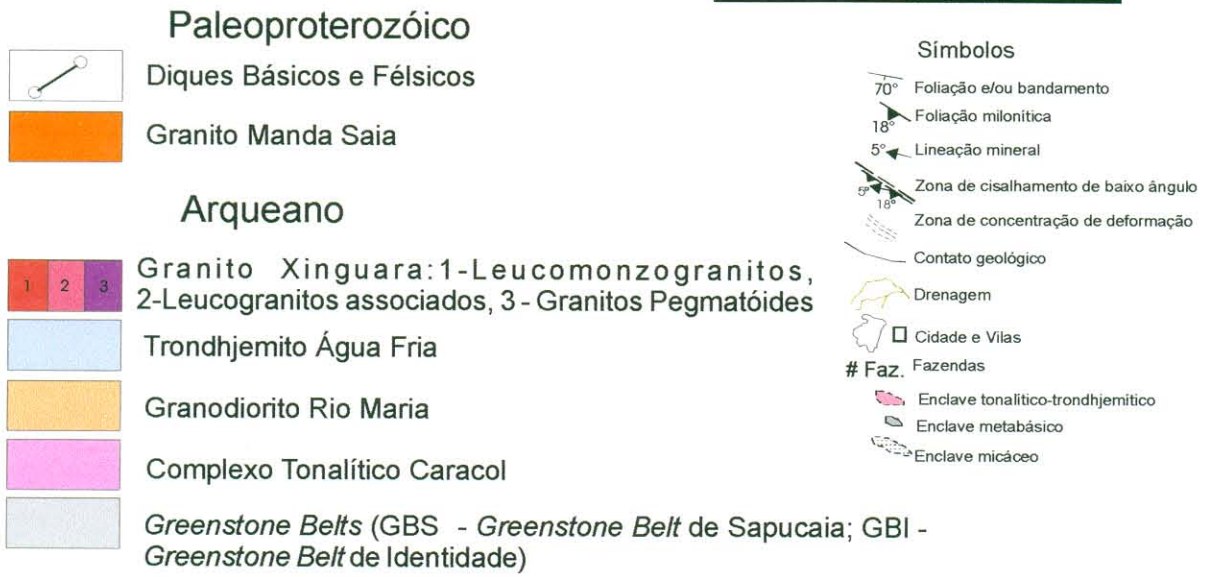 Paleoproterozóico
Diques Básicos e Félsicos
Granito Manda Saia
Arqueano
1 2 3
Granito Xinguara:1-Leucomonzogranitos,
2-Leucogranitos associados, 3 - Granitos Pegmatóides
Trondhjemito Água Fria
Granodiorito Rio Maria
Complexo Tonalítico Caracol
Greenstone Belts (GBS - Greenstone Belt de Sapucaia; GBI -
Greenstone Belt de Identidade)
Símbolos
70° Foliação e/ou bandamento
18° Foliação milonítica
5° Lineação mineral
5° 18° Zona de cisalhamento de baixo ângulo
Zona de concentração de deformação
Contato geológico
Drenagem
Cidade e Vilas
# Faz. Fazendas
Enclave tonalítico-trondhjemítico
Enclave metabásico
Enclave micáceo